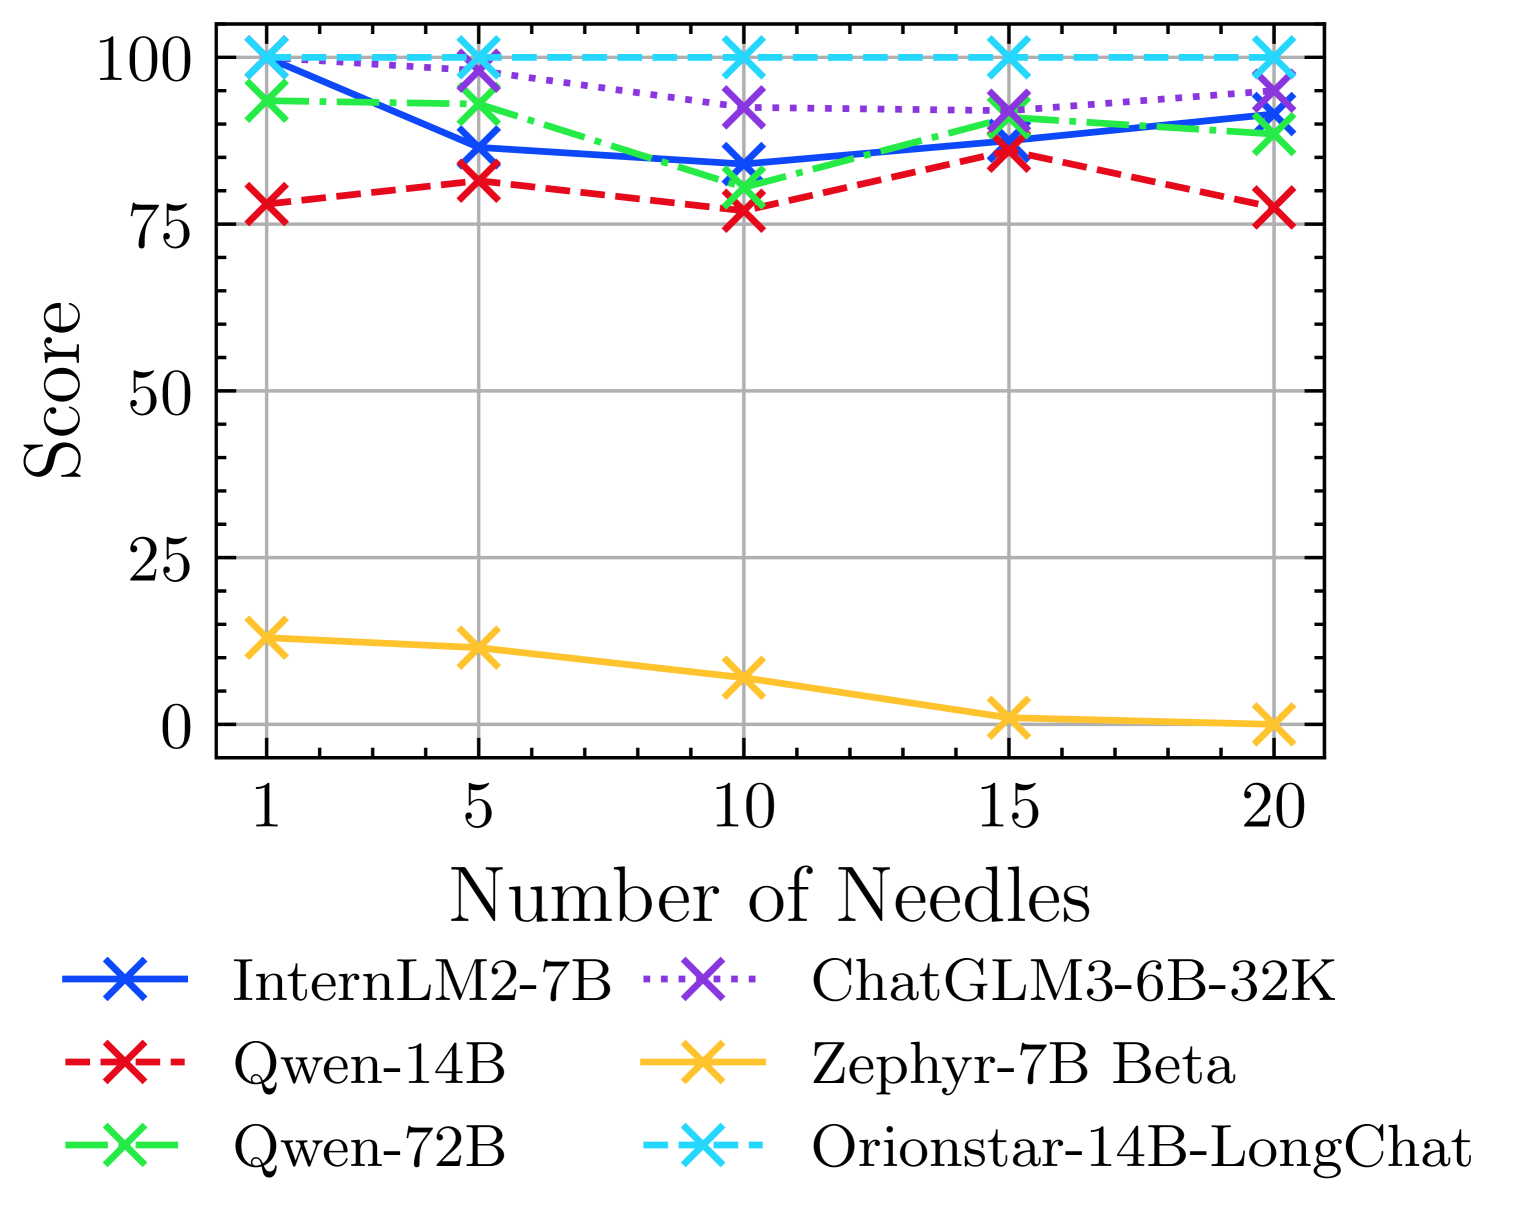 100
75
50
25
0
Score
1 5 10 15 20
Number of Needles
InternLM2-7B
Qwen-14B
Qwen-72B
ChatGLM3-6B-32K
Zephyr-7B Beta
Orionstar-14B-LongChat